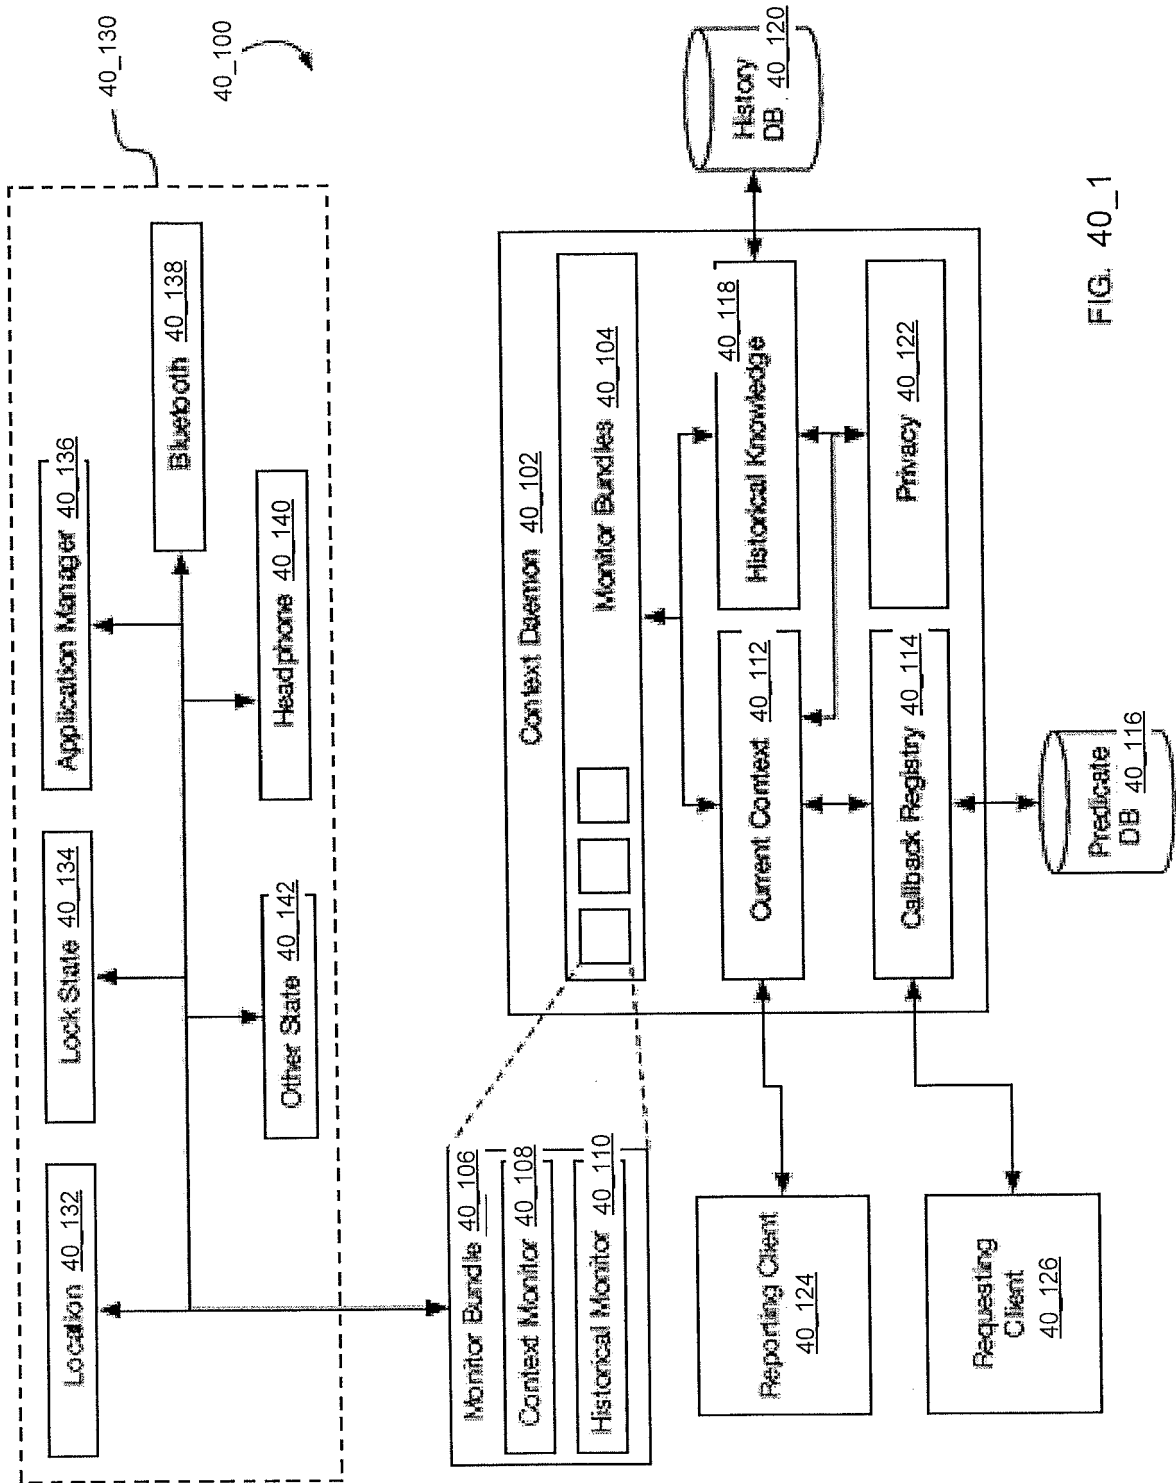 40_130
40_100
Location 40_132
Lock State 40_134
Application Manager 40_136
Bluetooth 40_138
Other State 40_142
Headphone 40_140
Monitor Bundle 40_106
Context Monitor 40_108
Historical Monitor 40_110
Context Daemon 40_102
Monitor Bundles 40_104
Current Context 40_112
Historical Knowledge
40_118
Callback Registry 40_114
Privacy 40_122
History
DB 40_120
Predicate
DB 40_116
Reporting Client
40_124
Requesting
Client
40_126
FIG. 40_1